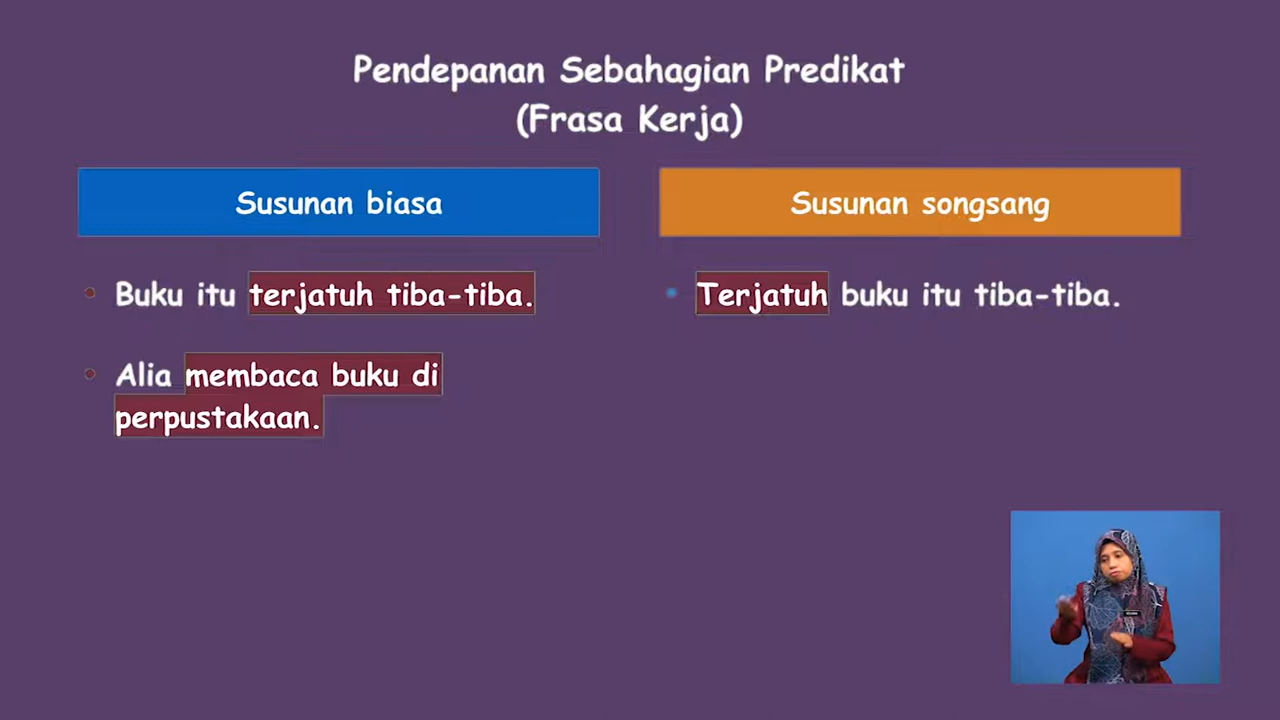 Pendepanan Sebahagian Predikat
(Frasa Kerja)
Susunan biasa
Susunan songsang
Buku itu terjatuh tiba-tiba.
Terjatuh buku itu tiba-tiba.
Alia membaca buku di
perpustakaan.